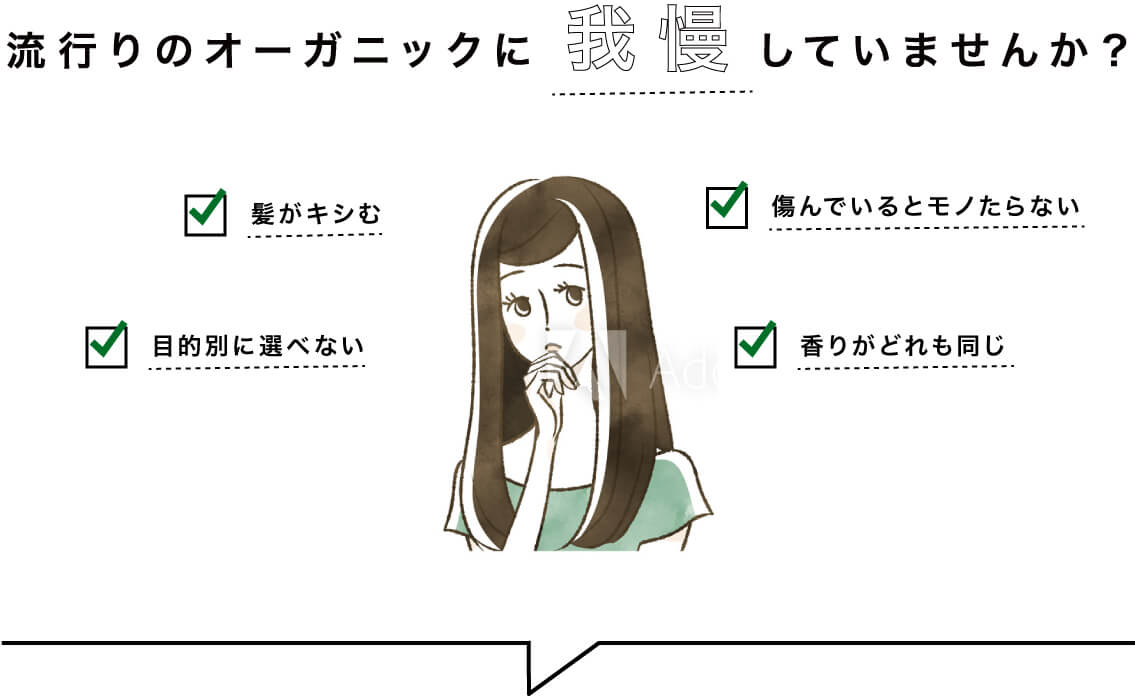 流行りのオーガニックに我慢していませんか？
髪がキシむ
傷んでいるとモノたらない
目的別に選べない
香りがどれも同じ